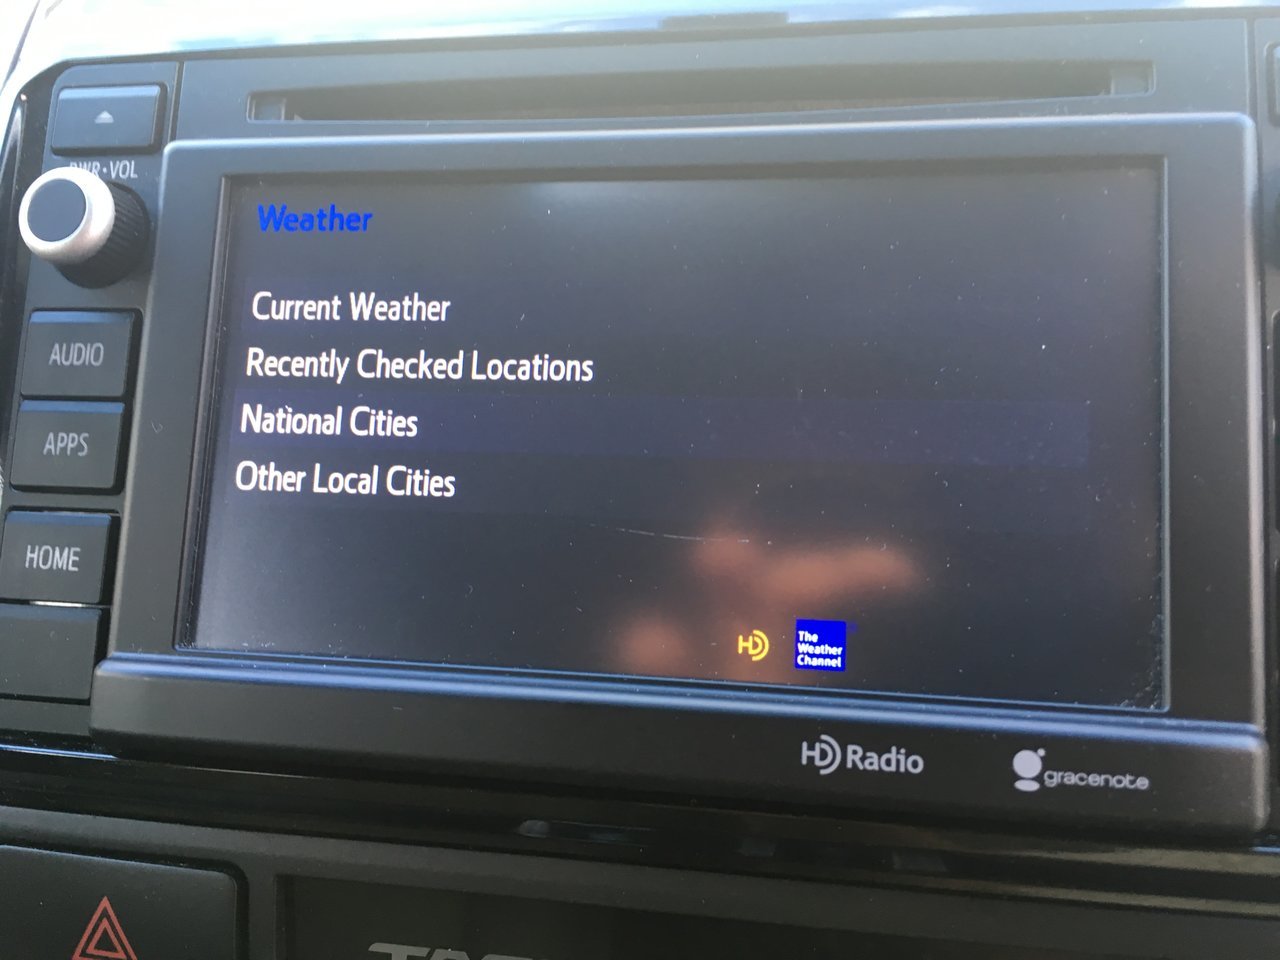 PWR·VOL
AUDIO
APPS
HOME
Weather
Current Weather
Recently Checked Locations
National Cities
Other Local Cities
HD
The
Weather
Channel
HD Radio
gracenote